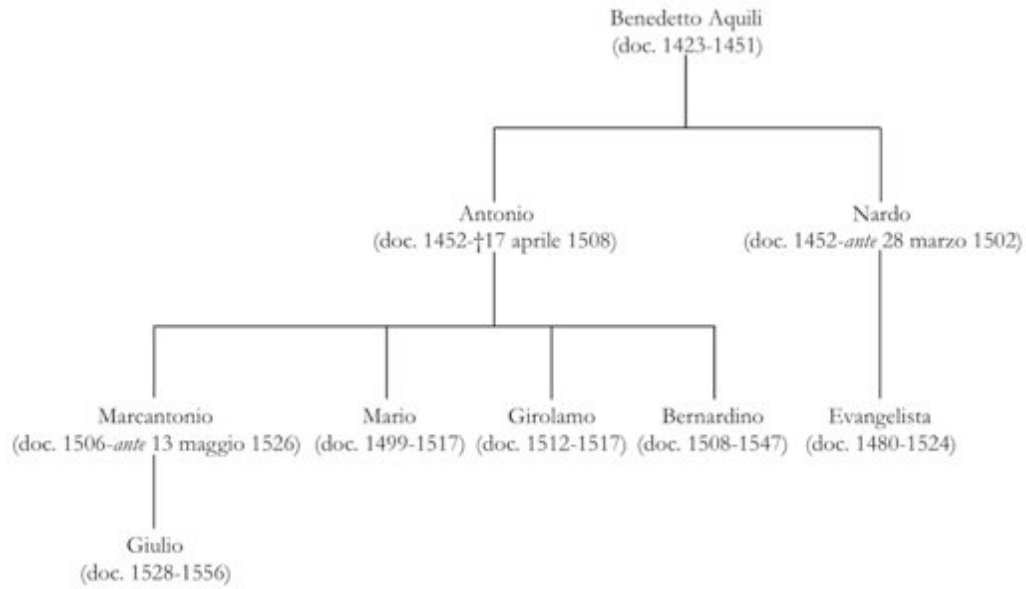 Benedetto Aquili
(doc. 1423-1451)
Antonio
(doc. 1452-†17 aprile 1508)
Nardo
(doc. 1452-ante 28 marzo 1502)
Marcantonio
(doc. 1506-ante 13 maggio 1526)
Mario
(doc. 1499-1517)
Girolamo
(doc. 1512-1517)
Bernardino
(doc. 1508-1547)
Evangelista
(doc. 1480-1524)
Giulio
(doc. 1528-1556)